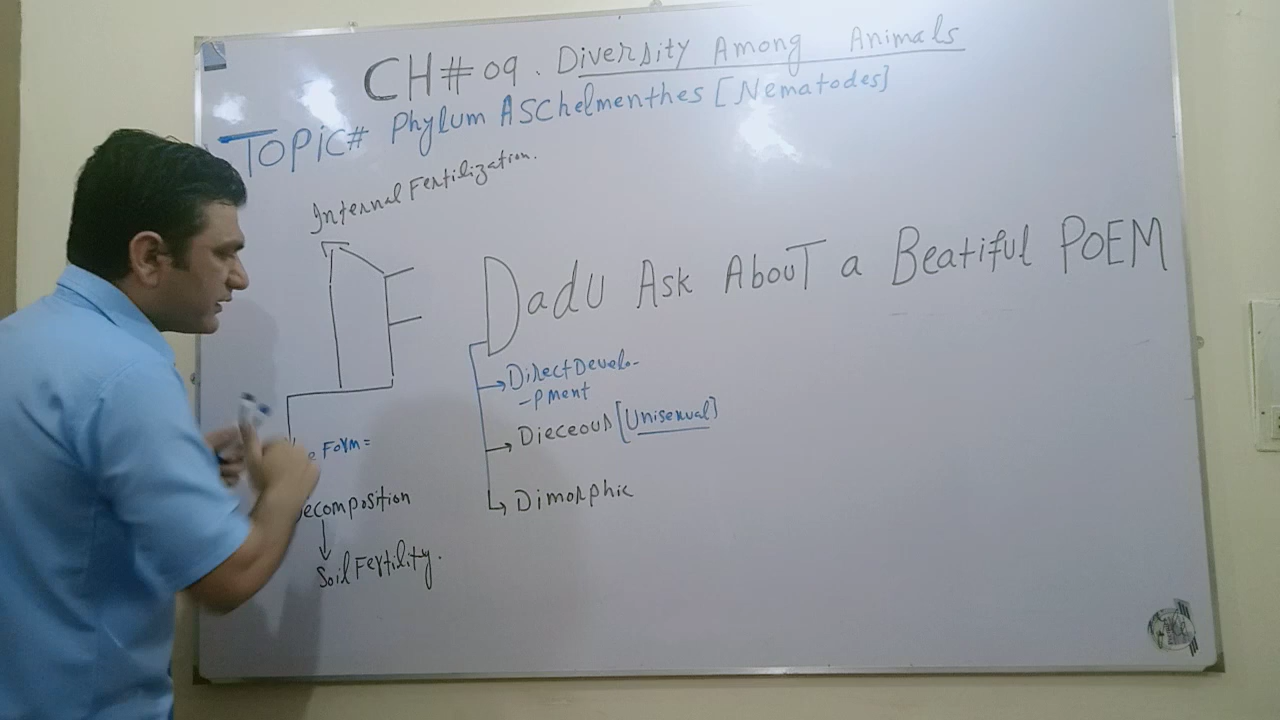 CH# 09. Diversity Among Animals
TOPIC# Phylum ASCHelmenthes [Nematodes]
Internal Fertilization.
F
Dadu Ask About a Beatiful POEM
Direct Develo-
-pment
Dieceous [Unisexual]
Dimorphic
e Form =
ecomposition
Soil Fertility.